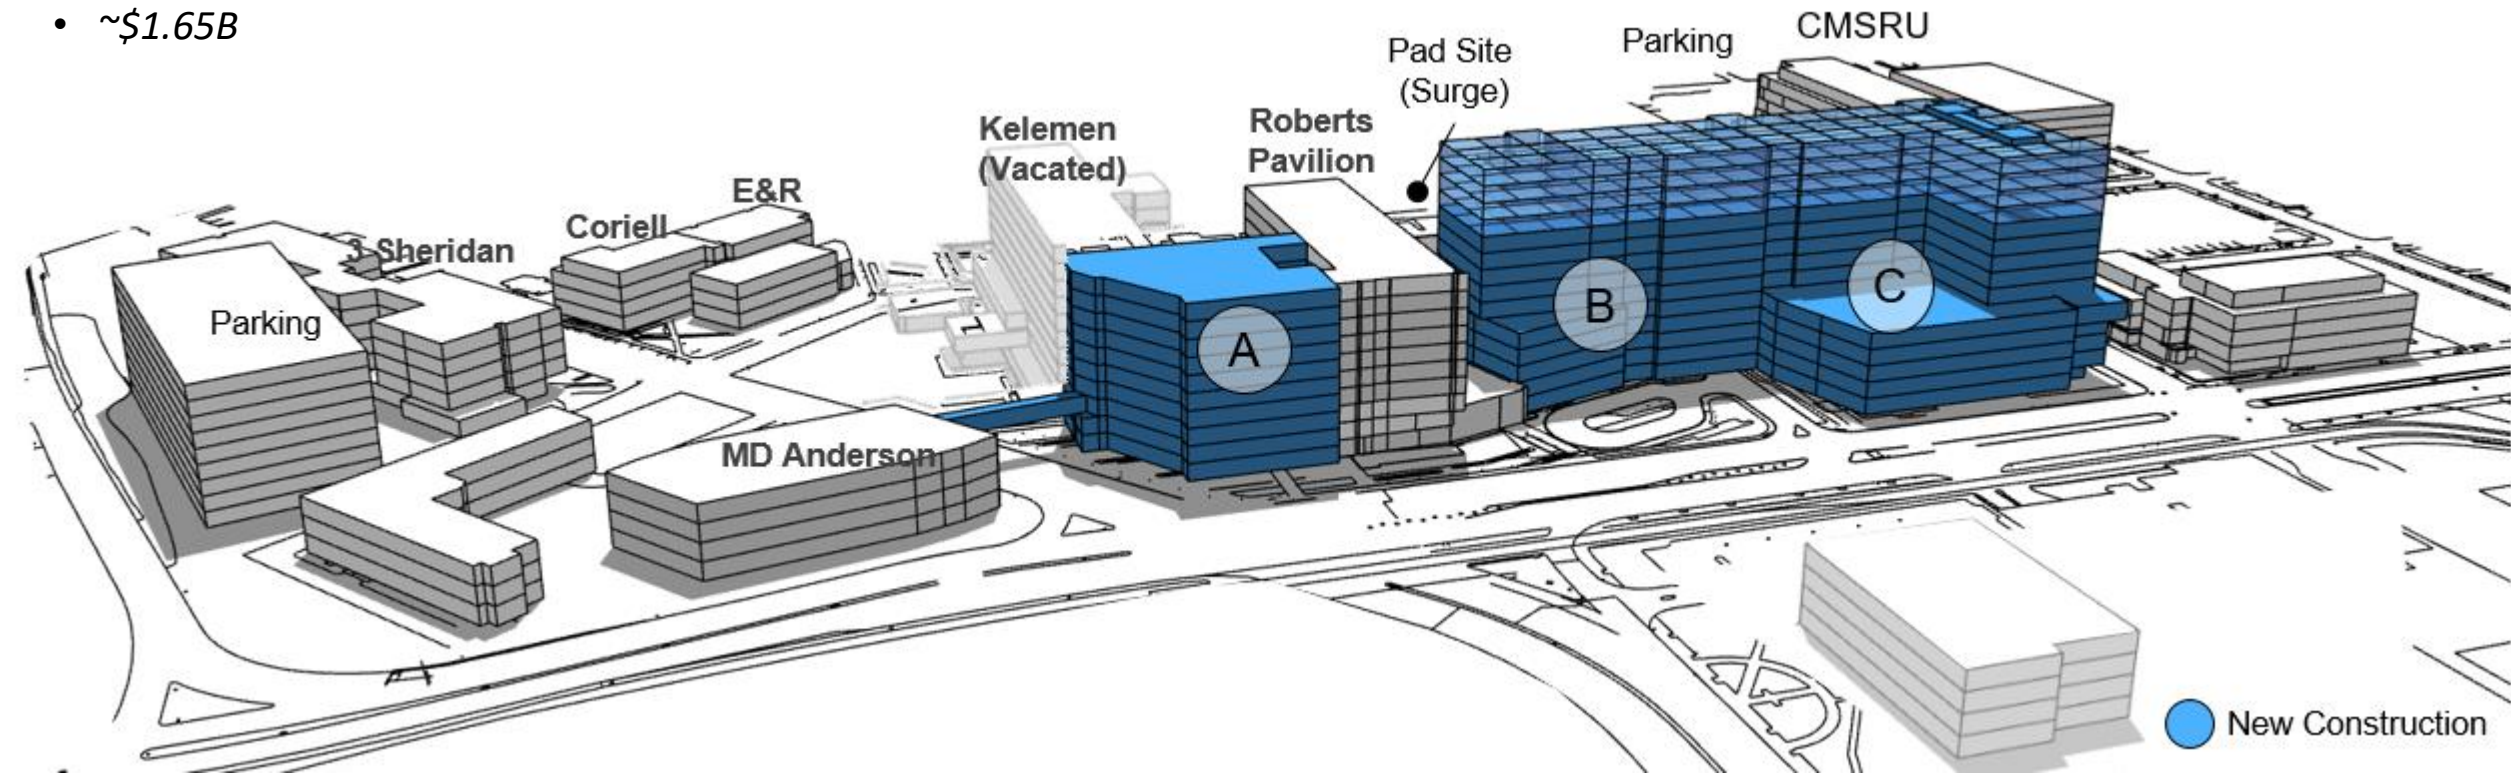 • ~$1.65B
CMSRU
Parking
Pad Site
(Surge)
Roberts
Pavilion
Kelemen
(Vacated)
E&R
Coriell
3 Sheridan
Parking
A
B
C
MD Anderson
New Construction